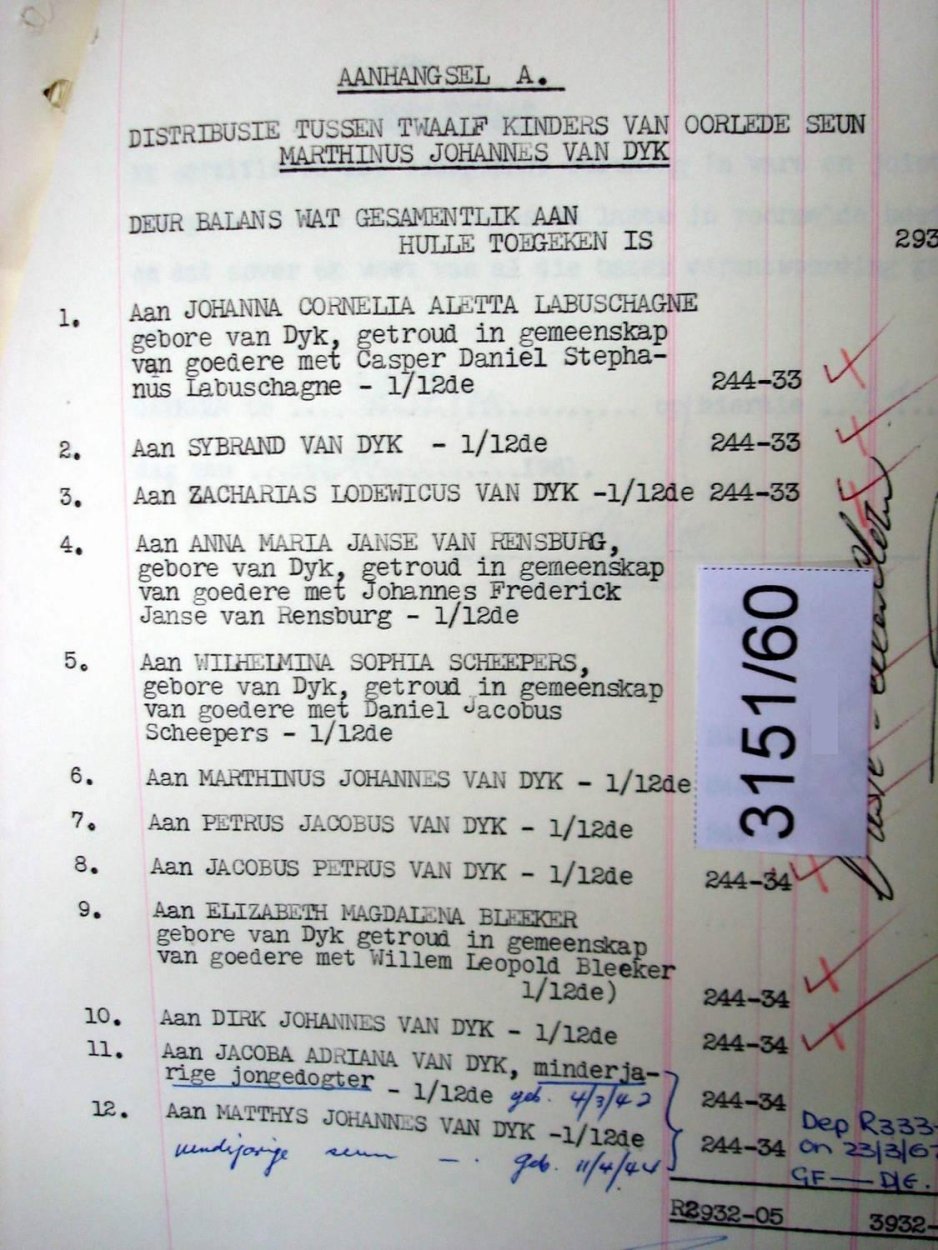 AANHANGSEL A.
DISTRIBUSIE TUSSEN TWAALF KINDERS VAN OORLEDE SEUN
MARTHINUS JOHANNES VAN DYK
DEUR BALANS WAT GESAMENTLIK AAN
HULLE TOEGEKEN IS 293
1. Aan JOHANNA CORNELIA ALETTA LABUSCHAGNE
gebore van Dyk, getroud in gemeenskap
van goedere met Casper Daniel Stepha-
nus Labuschagne - 1/12de 244-33
2. Aan SYBRAND VAN DYK - 1/12de 244-33
3. Aan ZACHARIAS LODEWICUS VAN DYK -1/12de 244-33
4. Aan ANNA MARIA JANSE VAN RENSBURG,
gebore van Dyk, getroud in gemeenskap
van goedere met Johannes Frederick
Janse van Rensburg - 1/12de
5. Aan WILHELMINA SOPHIA SCHEEPERS,
gebore van Dyk, getroud in gemeenskap
van goedere met Daniel Jacobus
Scheepers - 1/12de
3151/60
6. Aan MARTHINUS JOHANNES VAN DYK - 1/12de
7. Aan PETRUS JACOBUS VAN DYK - 1/12de
8. Aan JACOBUS PETRUS VAN DYK - 1/12de 244-34
9. Aan ELIZABETH MAGDALENA BLEEKER
gebore van Dyk getroud in gemeenskap
van goedere met Willem Leopold Bleeker
1/12de) 244-34
10. Aan DIRK JOHANNES VAN DYK - 1/12de 244-34
11. Aan JACOBA ADRIANA VAN DYK, minderja-
rige jongedogter - 1/12de geb. 4/3/42 244-34
12. Aan MATTHYS JOHANNES VAN DYK -1/12de 244-34
seun - . geb. 11/4/44
Dep R333-
on 23/3/6
GF — D/E.
R2932-05 3932-